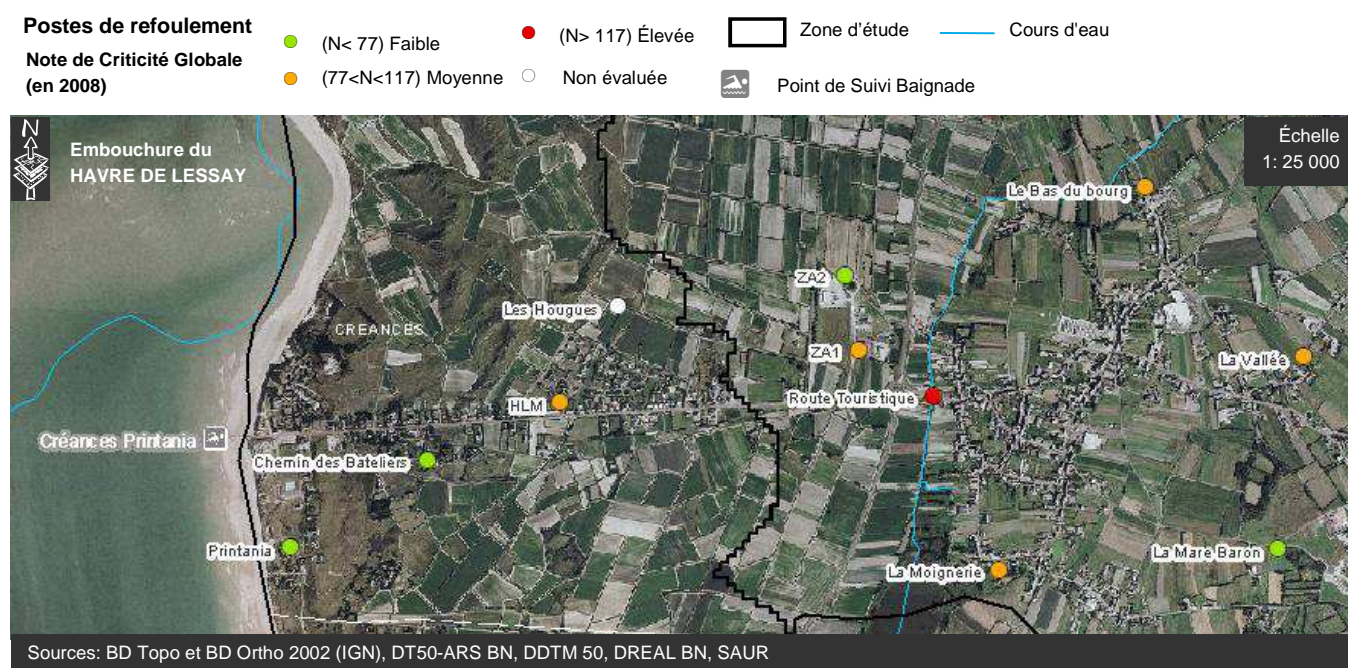 Postes de refoulement
Note de Criticité Globale
(en 2008)
(N< 77) Faible
(77<N<117) Moyenne
(N> 117) Élevée
Non évaluée
Zone d'étude
Cours d'eau
Point de Suivi Baignade
N
Embouchure du
HAVRE DE LESSAY
Échelle
1: 25 000
Le Bas du bourg
ZA2
Les Hougues
CREANCES
ZA1
La Vallée
Route Touristique
HLM
Créances Printania
Chemin des Bateliers
Printania
La Mare Baron
La Moignerie
Sources: BD Topo et BD Ortho 2002 (IGN), DT50-ARS BN, DDTM 50, DREAL BN, SAUR